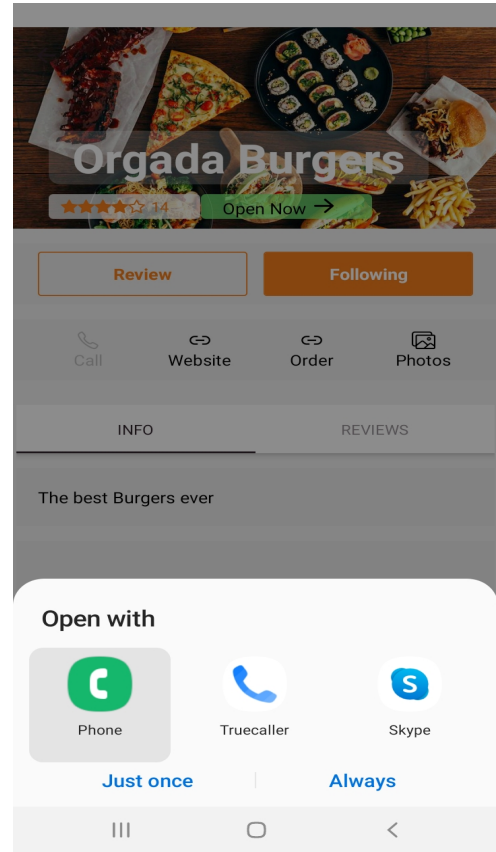 Orgada Burgers
14
Open Now →
Review
Following
Call
Website
Order
Photos
INFO
REVIEWS
The best Burgers ever
Open with
Phone
Truecaller
S
Skype
Just once
Always